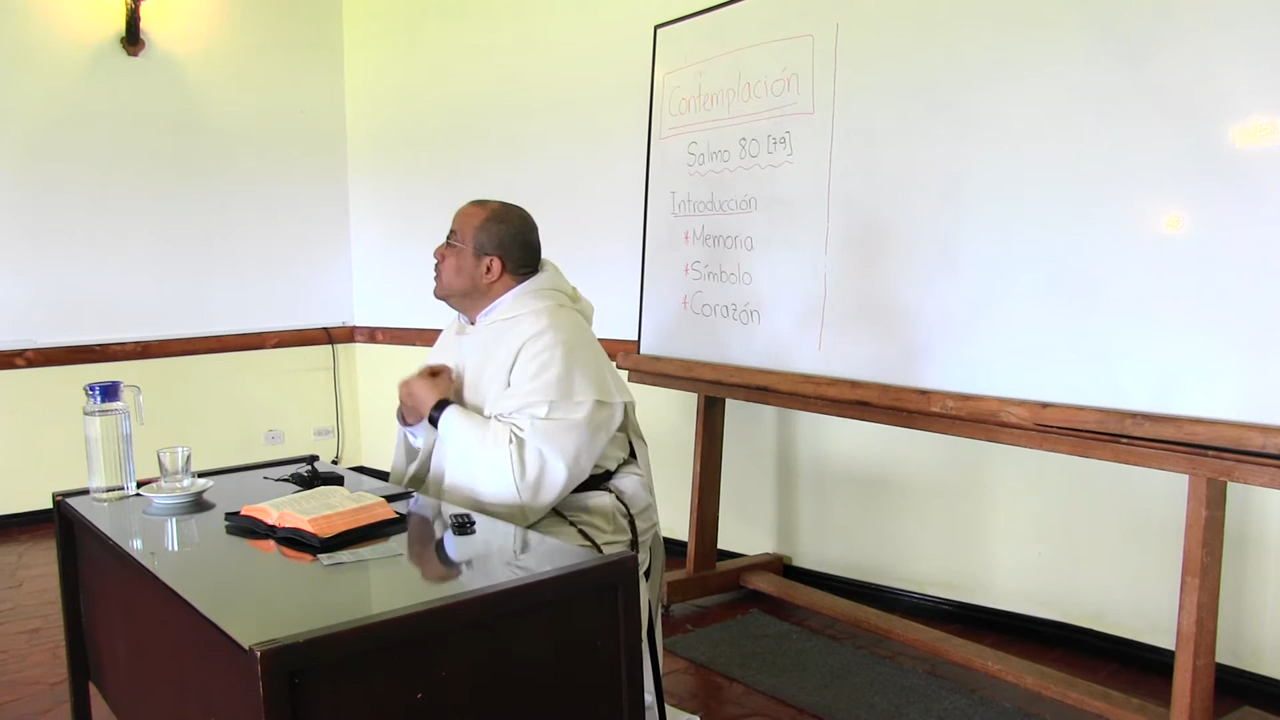 Contemplación
Salmo 80 [79]
Introducción
* Memoria
* Símbolo
* Corazón